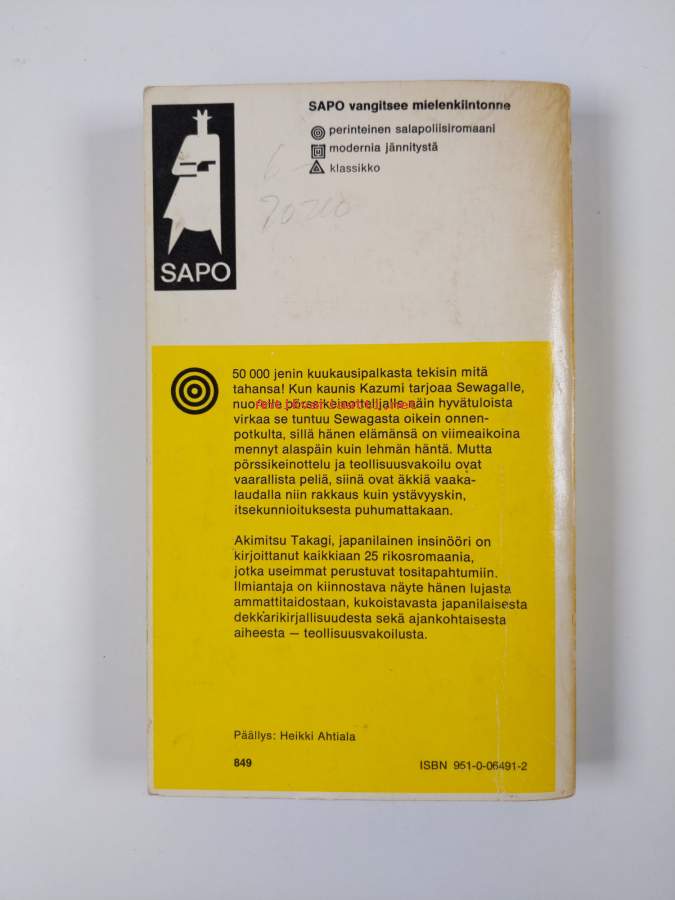 SAPO vangitsee mielenkiintonne
perinteinen salapoliisiromaani
modernia jännitystä
klassikko
SAPO
50 000 jenin kuukausipalkasta tekisin mitä
tahansa! Kun kaunis Kazumi tarjoaa Sewagalle,
nuorelle pörssikeinottelijalle näin hyvätuloista
virkaa se tuntuu Sewagasta oikein onnen-
potkulta, sillä hänen elämänsä on viimeaikoina
mennyt alaspäin kuin lehmän häntä. Mutta
pörssikeinottelu ja teollisuusvakoilu ovat
vaarallista peliä, siinä ovat äkkiä vaaka-
laudalla niin rakkaus kuin ystävyyskin,
itsekunnioituksesta puhumattakaan.
Akimitsu Takagi, japanilainen insinööri on
kirjoittanut kaikkiaan 25 rikosromaania,
jotka useimmat perustuvat tositapahtumiin.
Ilmiantaja on kiinnostava näyte hänen lujasta
ammattitaidostaan, kukoistavasta japanilaisesta
dekkarikirjallisuudesta sekä ajankohtaisesta
aiheesta — teollisuusvakoilusta.
Päällys: Heikki Ahtiala
849
ISBN 951-0-06491-2